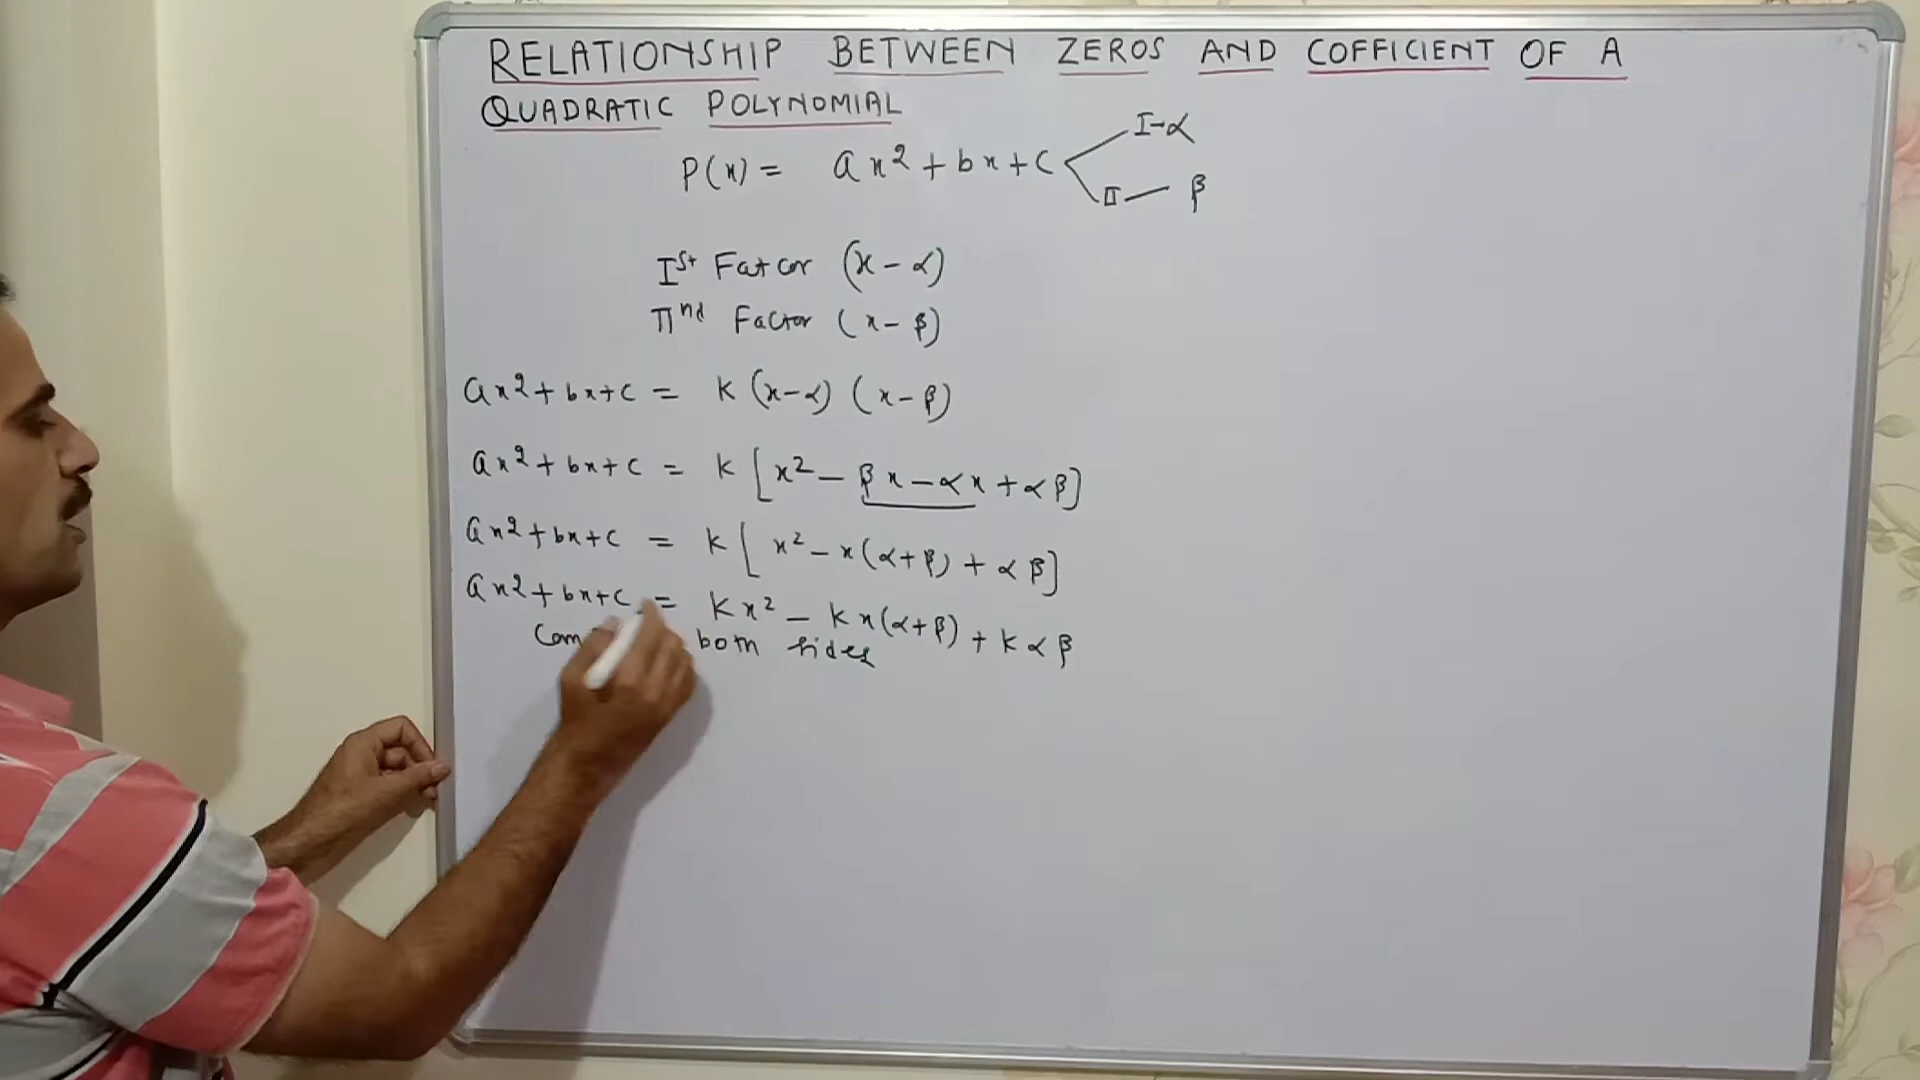 RELATIONSHIP BETWEEN ZEROS AND COFFICIENT OF A
QUADRATIC POLYNOMIAL
I-α
P(x) = ax² + bx + c
II — β
Ist Fatcor (x - α)
IInd Factor (x - β)
ax² + bx + c = k (x - α) (x - β)
ax² + bx + c = k [x² - βx - αx + αβ]
ax² + bx + c = k [x² - x(α+β) + αβ]
ax² + bx + c = kx² - kx(α+β) + kαβ
both sides